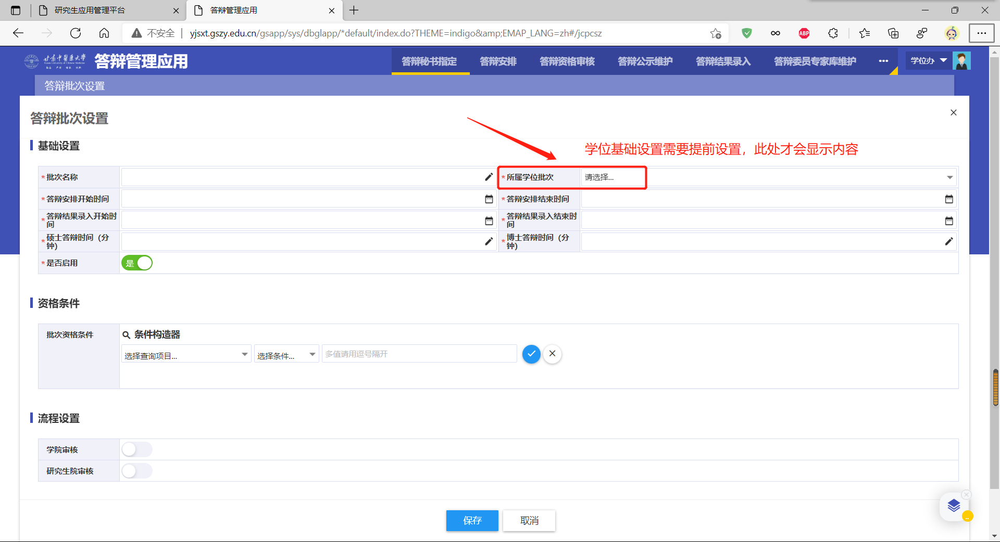 研究生应用管理平台
答辩管理应用
不安全
yjsxt.gszy.edu.cn/gsapp/sys/dbglapp/*default/index.do?THEME=indigo&amp;EMAP_LANG=zh#/jcpcsz
ABP
甘肃中医药大学
答辩管理应用
答辩秘书指定
答辩安排
答辩资格审核
答辩公示维护
答辩结果录入
答辩委员专家库维护
学位办
答辩批次设置
答辩批次设置
基础设置
学位基础设置需要提前设置，此处才会显示内容
*批次名称
*所属学位批次
请选择...
*答辩安排开始时间
*答辩安排结束时间
*答辩结果录入开始时
间
*答辩结果录入结束时
间
*硕士答辩时间（分
钟)
*博士答辩时间（分
钟)
*是否启用
是
资格条件
批次资格条件
条件构造器
选择查询项目...
选择条件...
多值请用逗号隔开
流程设置
学院审核
研究生院审核
保存
取消